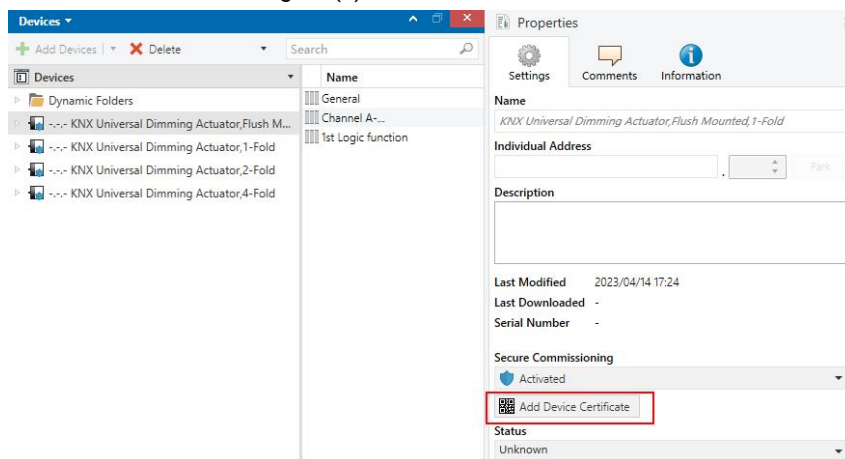 Devices
Add Devices
Delete
Search
Devices
Dynamic Folders
-.-.- KNX Universal Dimming Actuator,Flush M...
-.-.- KNX Universal Dimming Actuator,1-Fold
-.-.- KNX Universal Dimming Actuator,2-Fold
-.-.- KNX Universal Dimming Actuator,4-Fold
Name
General
Channel A-...
1st Logic function
Properties
Settings
Comments
Information
Name
KNX Universal Dimming Actuator,Flush Mounted,1-Fold
Individual Address
.
Park
Description
Last Modified 2023/04/14 17:24
Last Downloaded -
Serial Number -
Secure Commissioning
Activated
Add Device Certificate
Status
Unknown